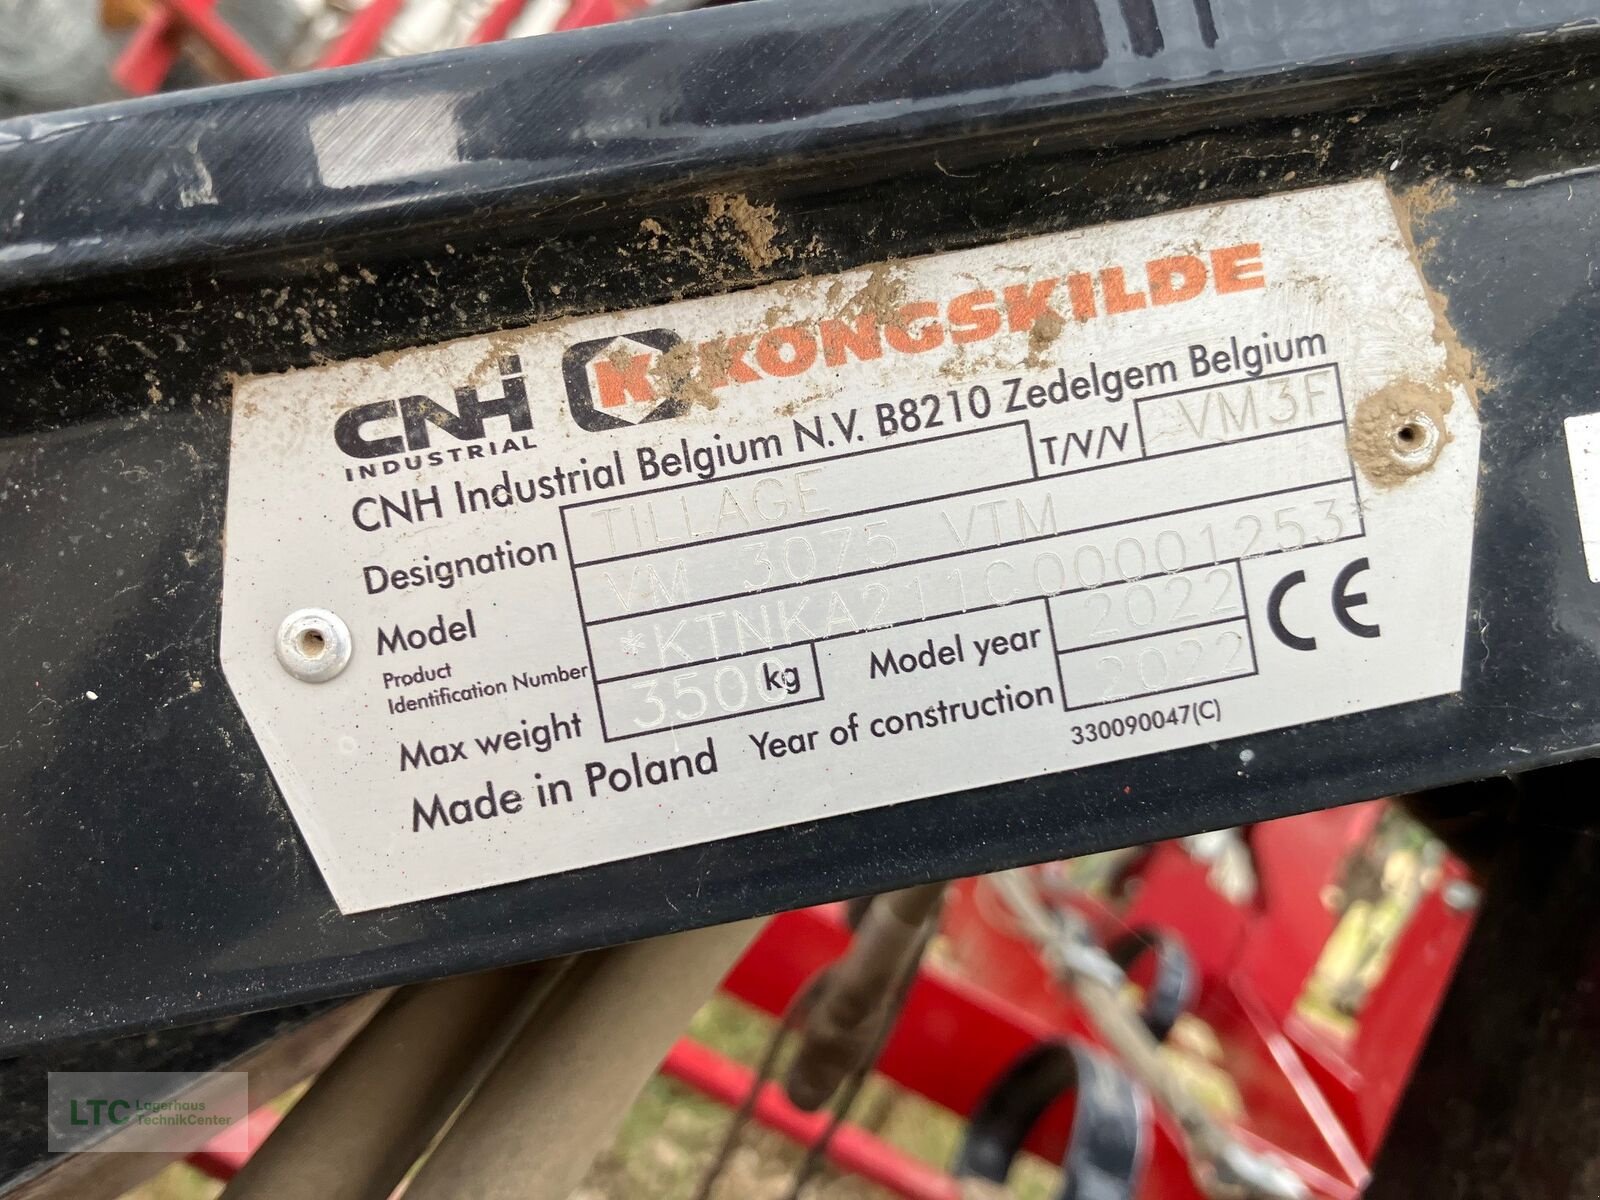 CNH INDUSTRIAL K KONGSKILDE
CNH Industrial Belgium N.V. B8210 Zedelgem Belgium
Designation TILLAGE T/V/V VM3F
Model VM 3075 VTM
Product Identification Number *KTNKA211C00001253*
Max weight 3500 kg Model year 2022
Made in Poland Year of construction 2022
CE
330090047(C)
LTC Lagerhaus
TechnikCenter